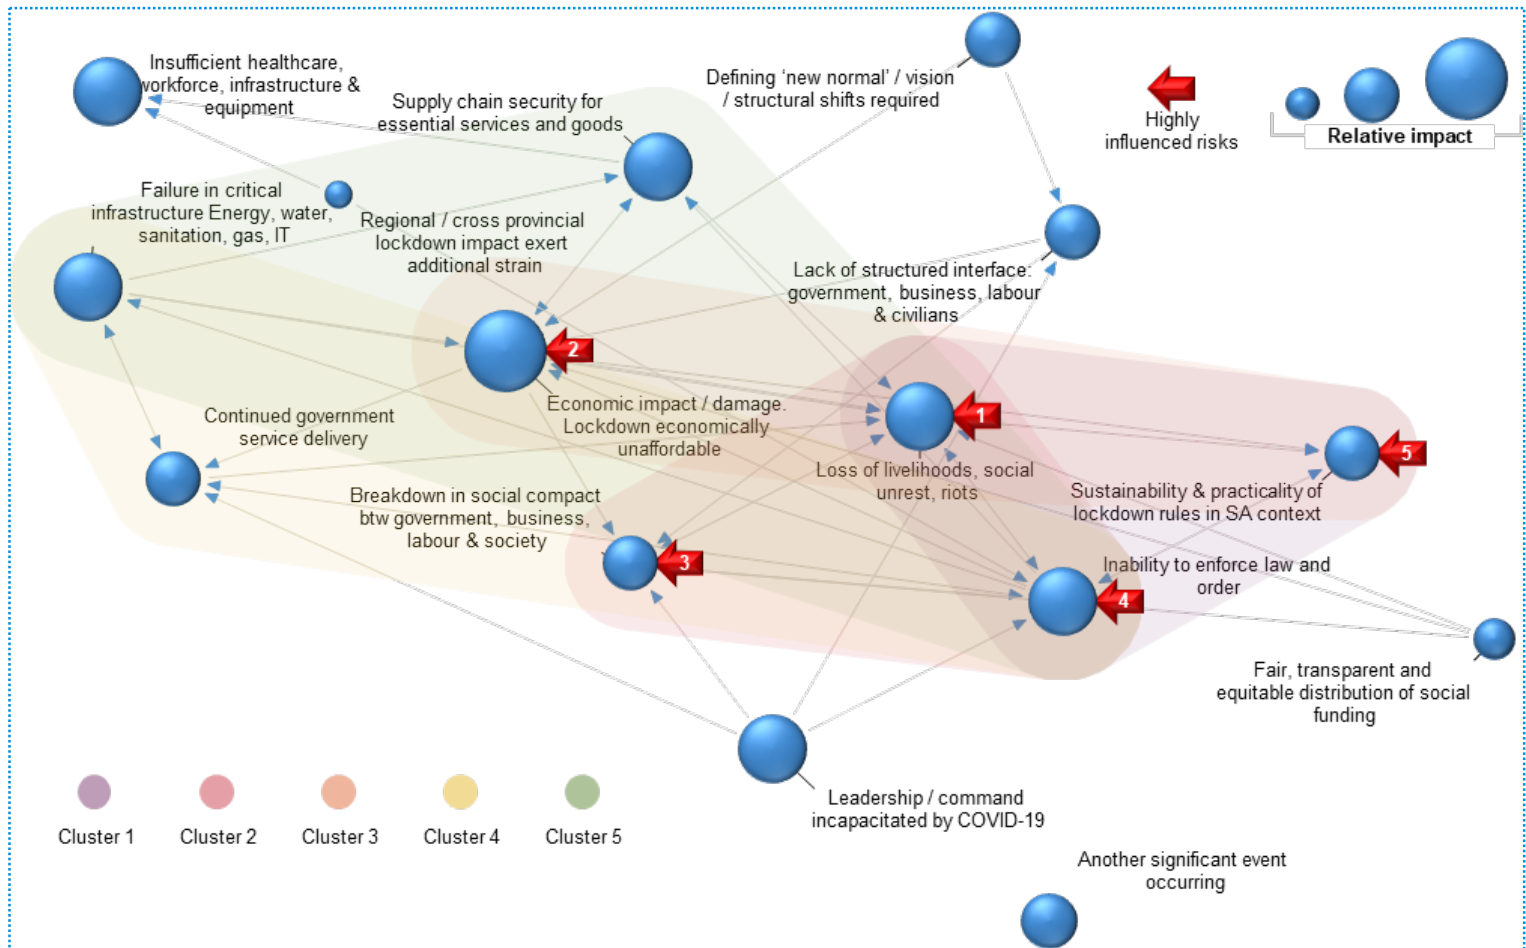 Insufficient healthcare,
workforce, infrastructure &
equipment
Supply chain security for
essential services and goods
Defining ‘new normal’ / vision
/ structural shifts required
Highly
influenced risks
Relative impact
Failure in critical
infrastructure Energy, water,
sanitation, gas, IT
Regional / cross provincial
lockdown impact exert
additional strain
Lack of structured interface:
government, business, labour
& civilians
2
1
5
3
4
Continued government
service delivery
Economic impact / damage.
Lockdown economically
unaffordable
Loss of livelihoods, social
unrest, riots
Sustainability & practicality of
lockdown rules in SA context
Breakdown in social compact
btw government, business,
labour & society
Inability to enforce law and
order
Fair, transparent and
equitable distribution of social
funding
Leadership / command
incapacitated by COVID-19
Another significant event
occurring
Cluster 1
Cluster 2
Cluster 3
Cluster 4
Cluster 5